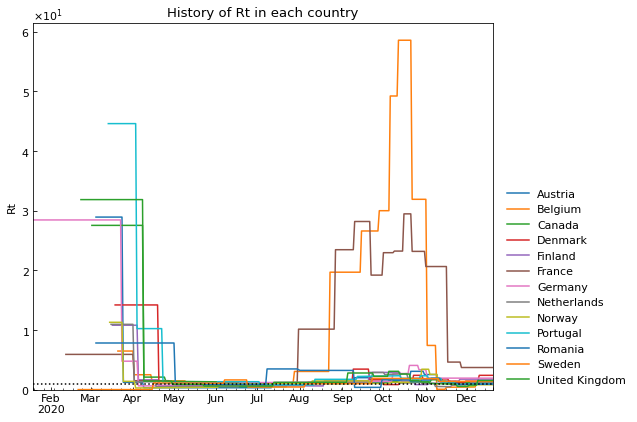 History of Rt in each country
×10¹
6
5
4
3
2
1
0
Rt
Feb Mar Apr May Jun Jul Aug Sep Oct Nov Dec
2020
Austria
Belgium
Canada
Denmark
Finland
France
Germany
Netherlands
Norway
Portugal
Romania
Sweden
United Kingdom